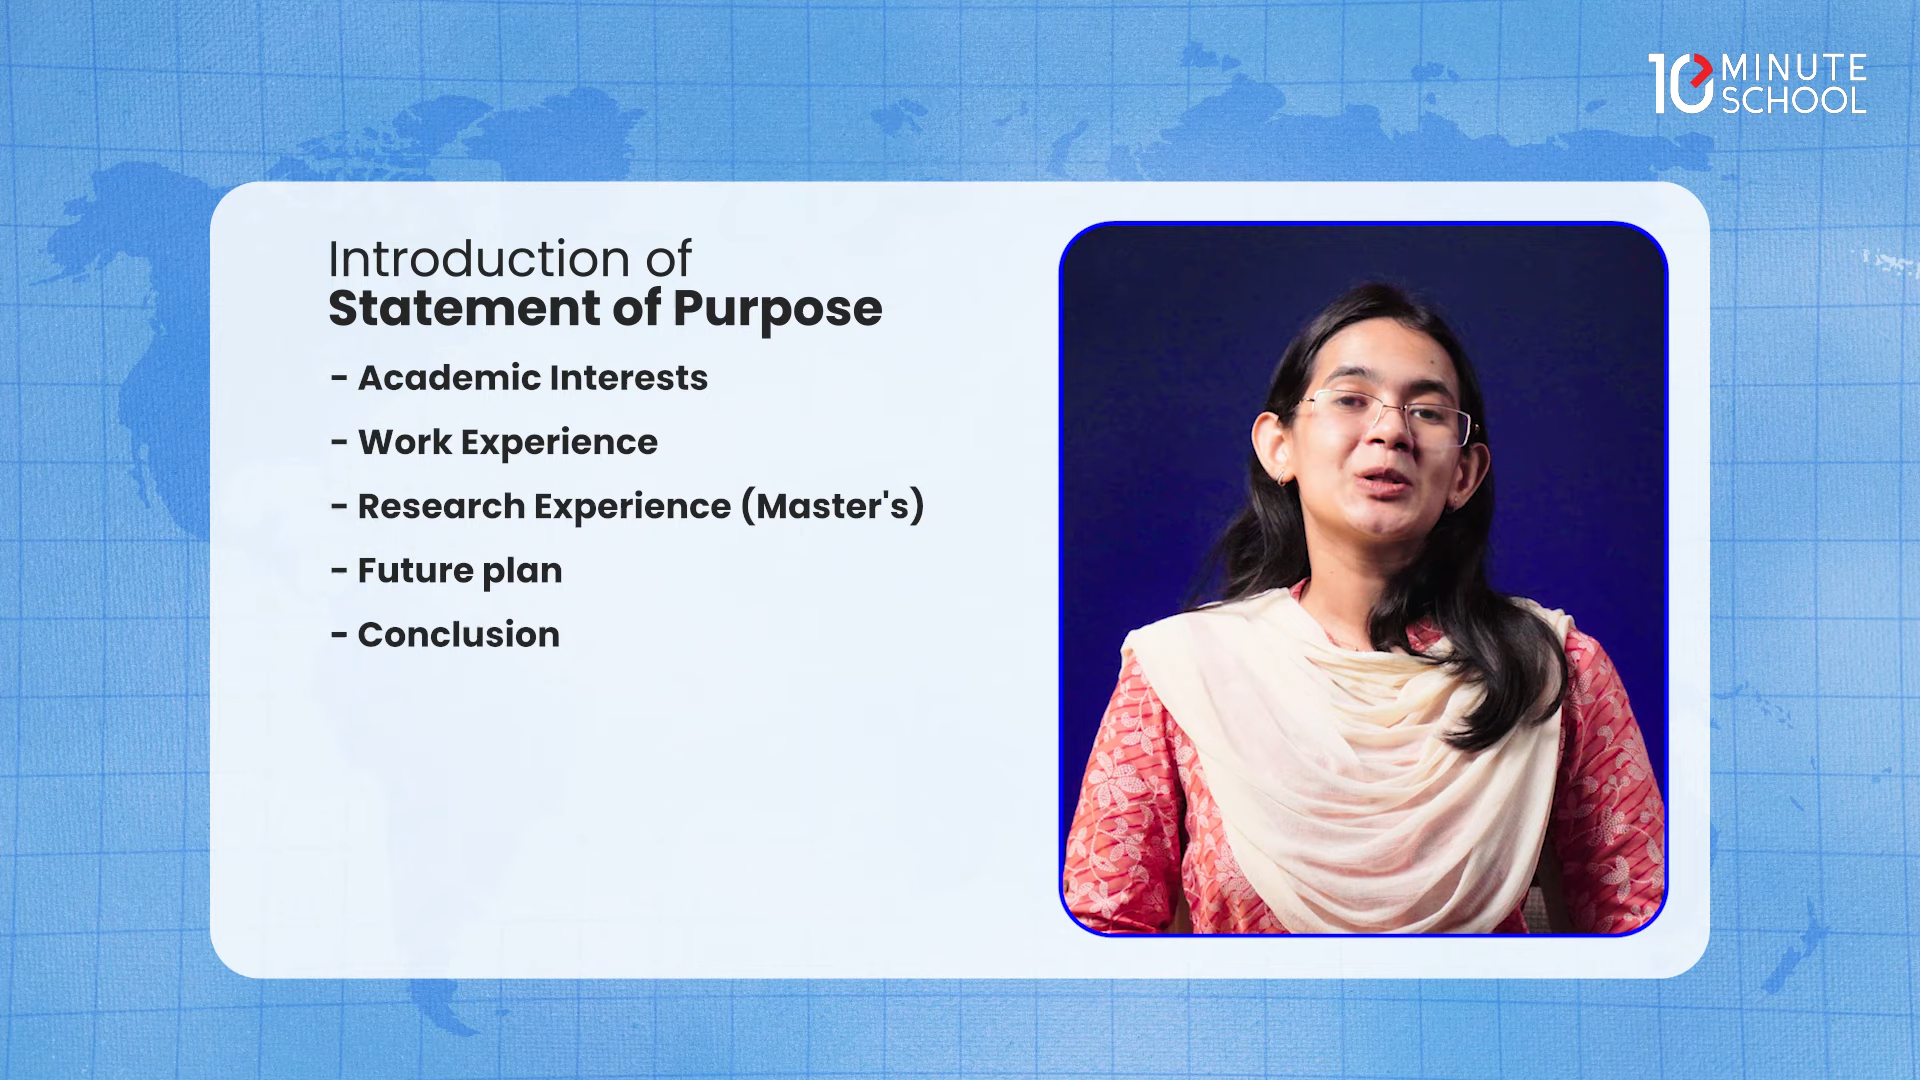 10 MINUTE
SCHOOL
Introduction of
Statement of Purpose
- Academic Interests
- Work Experience
- Research Experience (Master's)
- Future plan
- Conclusion